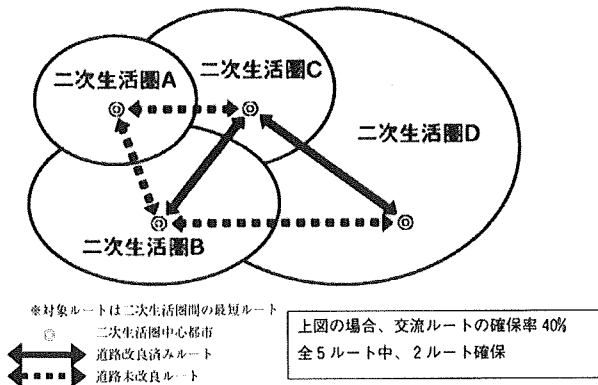 二次生活圏A
二次生活圏C
二次生活圏D
二次生活圏B
※対象ルートは二次生活圏間の最短ルート
二次生活圏中心都市
道路改良済みルート
道路未改良ルート
上図の場合、交流ルートの確保率 40%
全5ルート中、2ルート確保